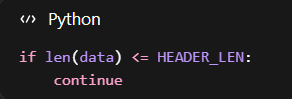 Python
if len(data) <= HEADER_LEN:
    continue